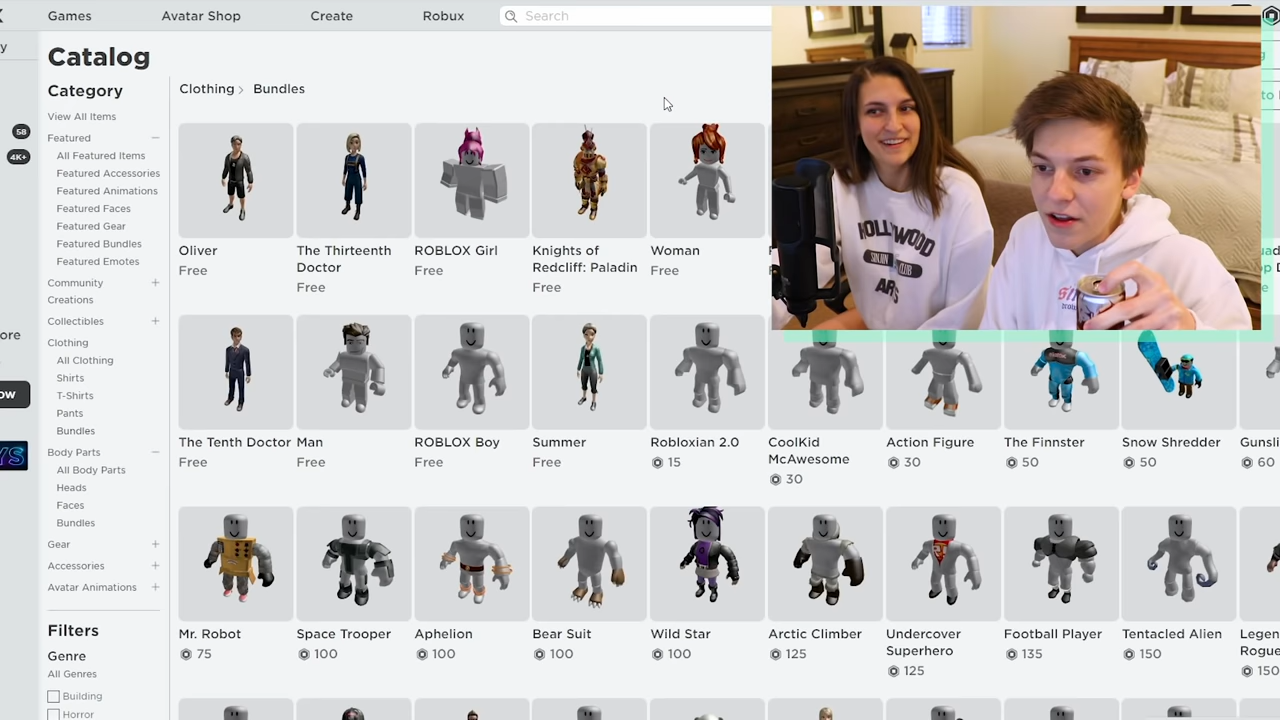 Games
Avatar Shop
Create
Robux
Search
Catalog
Category
View All Items
Featured
All Featured Items
Featured Accessories
Featured Animations
Featured Faces
Featured Gear
Featured Bundles
Featured Emotes
Community
Creations
Collectibles
Clothing
All Clothing
Shirts
T-Shirts
Pants
Bundles
Body Parts
All Body Parts
Heads
Faces
Bundles
Gear
Accessories
Avatar Animations
Filters
Genre
All Genres
Building
Horror
58
4K+
Clothing > Bundles
Oliver
Free
The Thirteenth
Doctor
Free
ROBLOX Girl
Free
Knights of
Redcliff: Paladin
Free
Woman
Free
The Tenth Doctor
Free
Man
Free
ROBLOX Boy
Free
Summer
Free
Robloxian 2.0
15
CoolKid
McAwesome
30
Action Figure
30
The Finnster
50
Snow Shredder
50
Gunsli
60
Mr. Robot
75
Space Trooper
100
Aphelion
100
Bear Suit
100
Wild Star
100
Arctic Climber
125
Undercover
Superhero
125
Football Player
135
Tentacled Alien
150
Legen
Rogue
150
HOLLYWOOD
SINJIN CLUB
ARTS